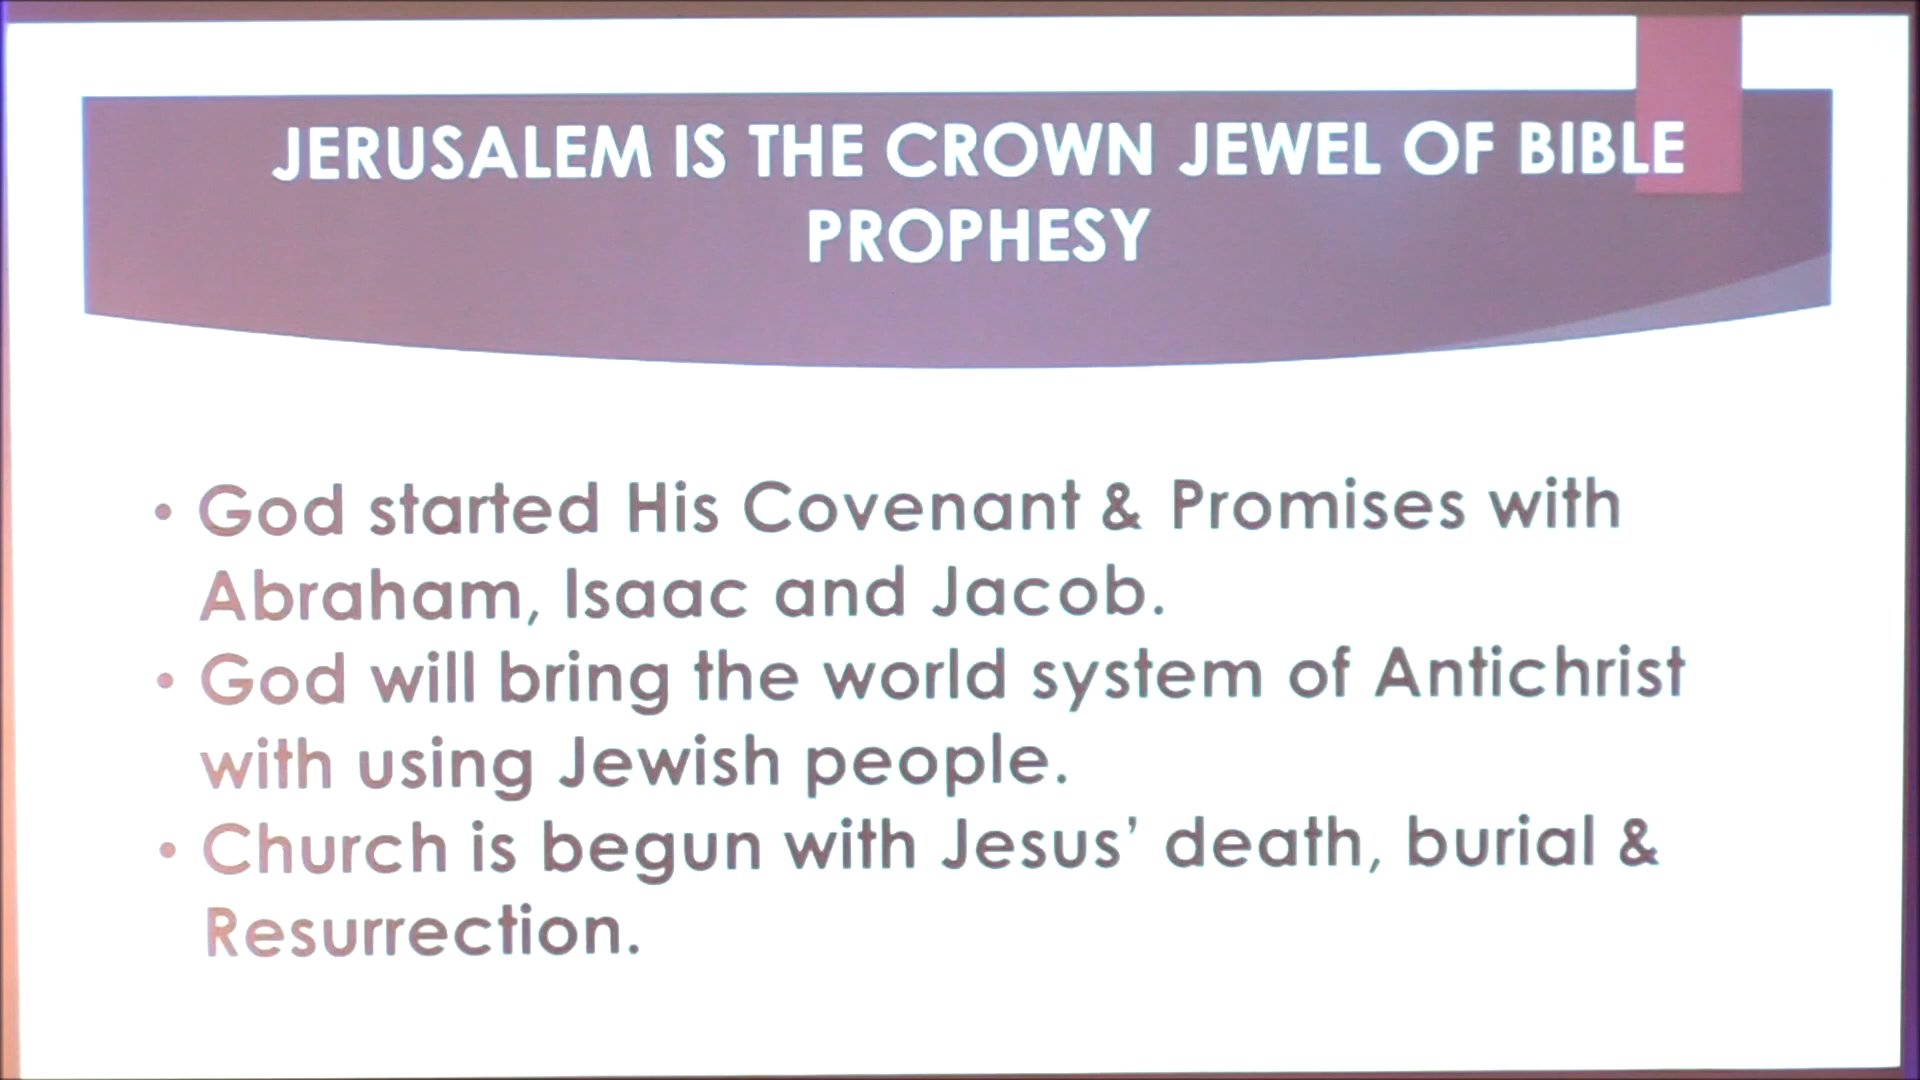 JERUSALEM IS THE CROWN JEWEL OF BIBLE
PROPHESY
• God started His Covenant & Promises with
Abraham, Isaac and Jacob.
• God will bring the world system of Antichrist
with using Jewish people.
• Church is begun with Jesus’ death, burial &
Resurrection.